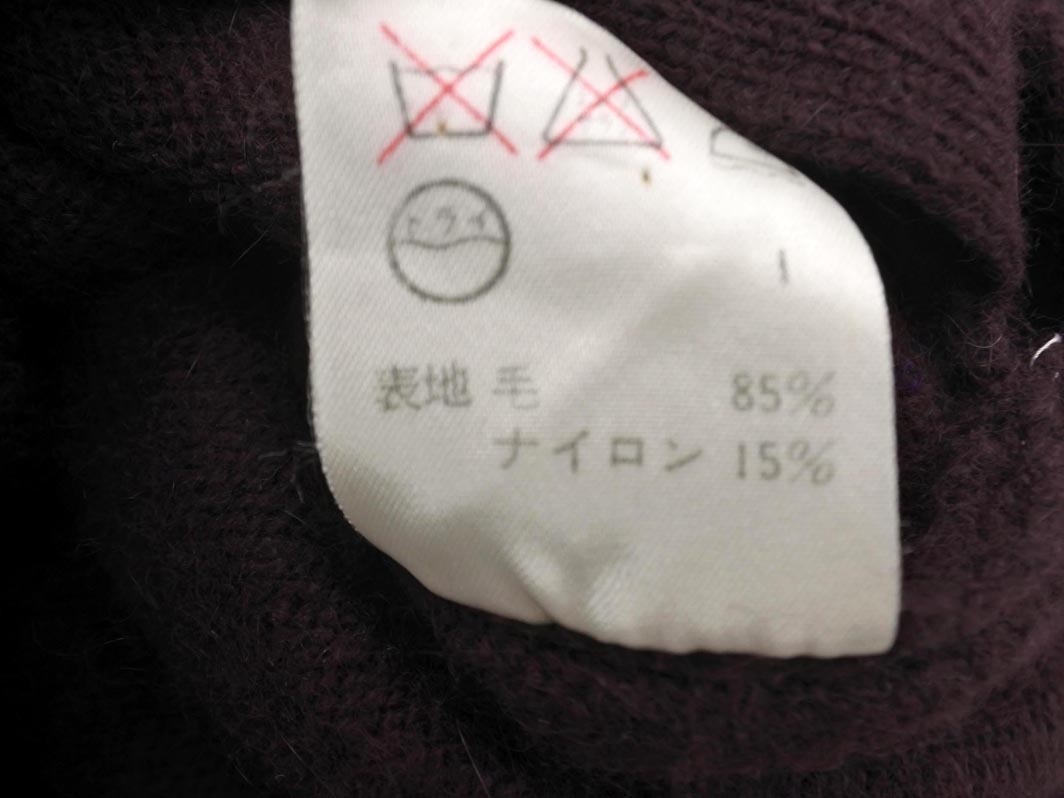 ドライ
表地 毛 85%
ナイロン 15%